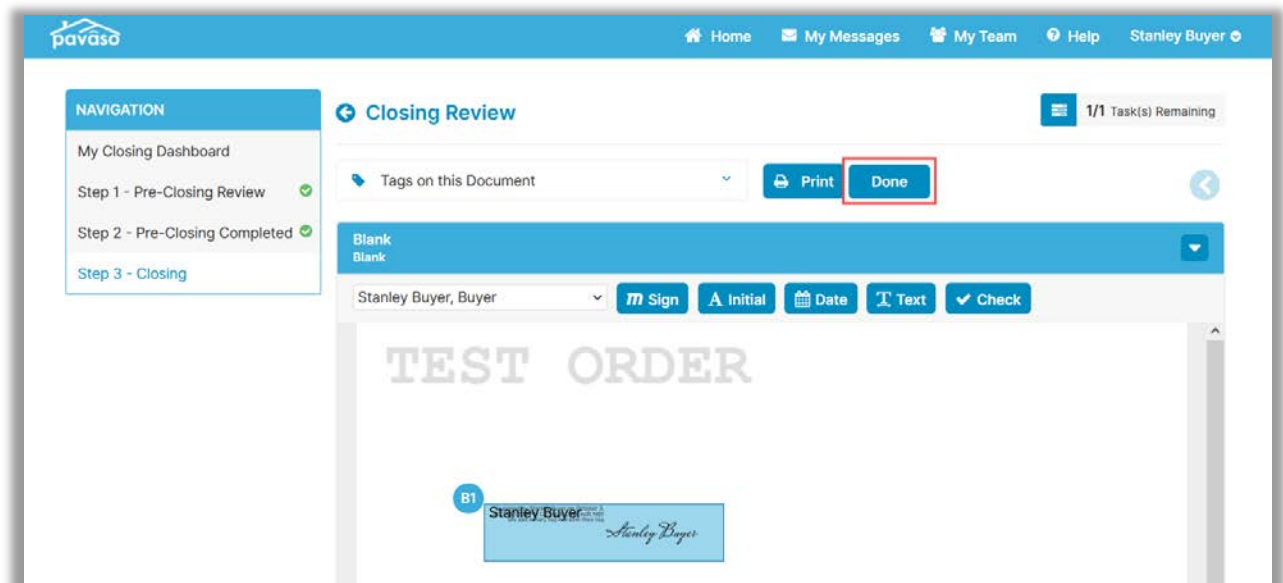 pavaso
Home My Messages My Team Help Stanley Buyer
NAVIGATION
My Closing Dashboard
Step 1 - Pre-Closing Review
Step 2 - Pre-Closing Completed
Step 3 - Closing
Closing Review
1/1 Task(s) Remaining
Tags on this Document
Print
Done
Blank
Blank
Stanley Buyer, Buyer
Sign
A Initial
Date
T Text
Check
TEST ORDER
B1
Stanley Buyer
Stanley Buyer